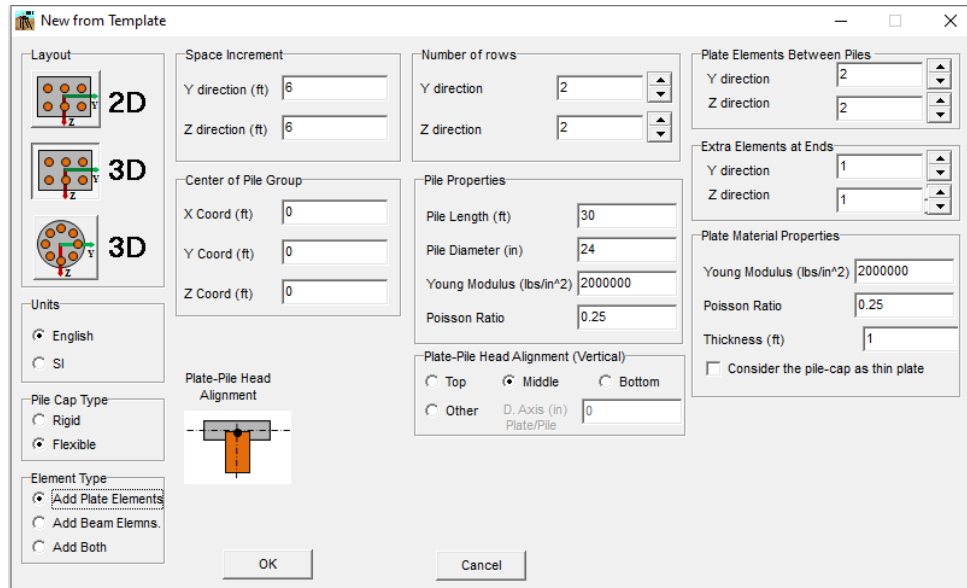 New from Template
Layout
Y
Z
2D
Y
Z
3D
Y
Z
3D
Units
English
SI
Pile Cap Type
Rigid
Flexible
Element Type
Add Plate Elements
Add Beam Elemns.
Add Both
Space Increment
Y direction (ft) 6
Z direction (ft) 6
Center of Pile Group
X Coord (ft) 0
Y Coord (ft) 0
Z Coord (ft) 0
Plate-Pile Head
Alignment
Number of rows
Y direction 2
Z direction 2
Pile Properties
Pile Length (ft) 30
Pile Diameter (in) 24
Young Modulus (lbs/in^2) 2000000
Poisson Ratio 0.25
Plate-Pile Head Alignment (Vertical)
Top Middle Bottom
Other D. Axis (in) 0
Plate/Pile
Plate Elements Between Piles
Y direction 2
Z direction 2
Extra Elements at Ends
Y direction 1
Z direction 1
Plate Material Properties
Young Modulus (lbs/in^2) 2000000
Poisson Ratio 0.25
Thickness (ft) 1
Consider the pile-cap as thin plate
OK
Cancel